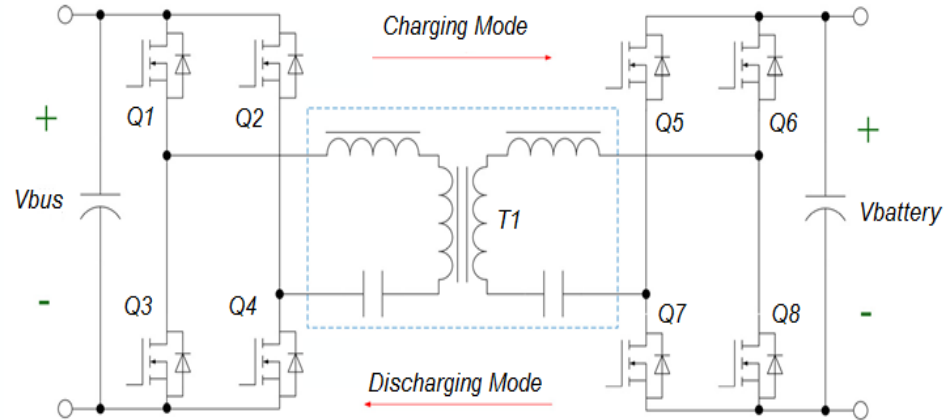 Charging Mode
Q1
Q2
Q5
Q6
+
+
Vbus
T1
Vbattery
-
-
Q3
Q4
Q7
Q8
Discharging Mode